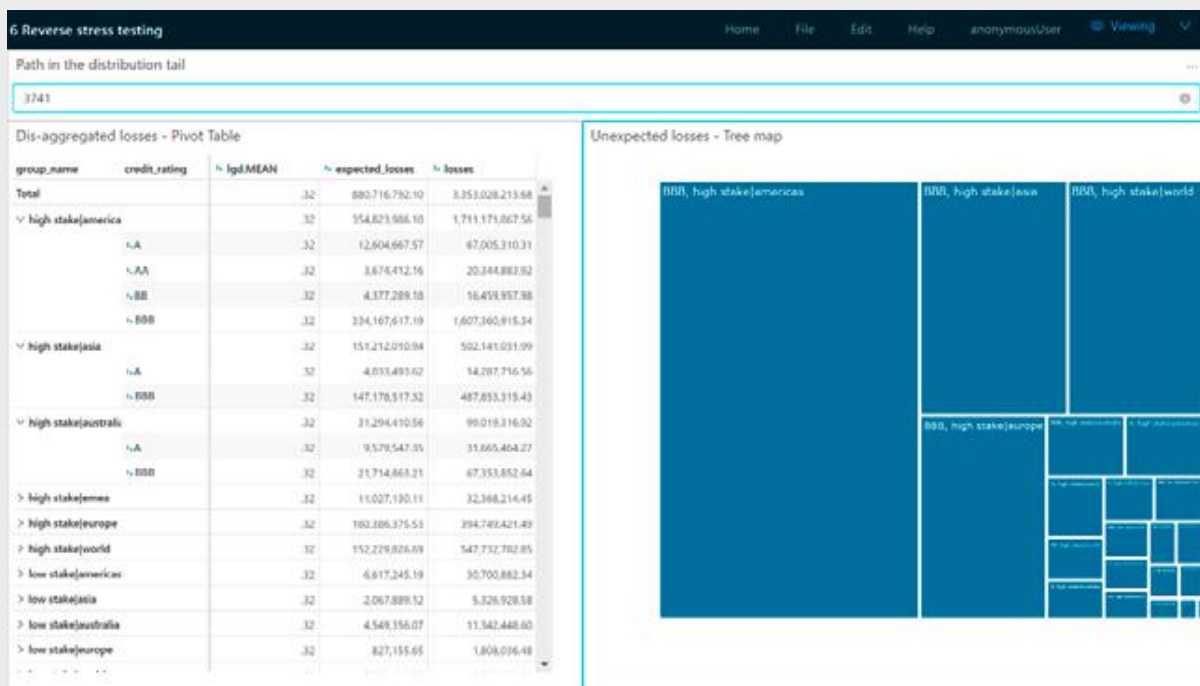 6 Reverse stress testing Home File Edit Help anonymousUser Viewing
Path in the distribution tail
3741
Dis-aggregated losses - Pivot Table
group_name credit_rating lgd.MEAN expected_losses losses
Total .32 880,716,792.10 3,353,028,213.68
high stake|america .32 354,823,986.10 1,711,171,067.56
A .32 12,604,667.57 67,005,310.31
AA .32 3,674,412.16 20,344,883.92
BB .32 4,377,289.18 16,459,957.98
BBB .32 334,167,617.19 1,607,360,915.34
high stake|asia .32 151,212,010.94 502,141,031.99
A .32 4,033,493.62 14,287,716.56
BBB .32 147,178,517.32 487,853,315.43
high stake|australi .32 31,294,410.56 99,019,316.92
A .32 9,579,547.35 31,665,464.27
BBB .32 21,714,863.21 67,353,852.64
high stake|emea .32 11,027,130.11 32,368,214.45
high stake|europe .32 160,386,375.53 394,749,421.49
high stake|world .32 152,229,826.69 547,732,702.85
low stake|americas .32 6,617,245.19 30,700,882.34
low stake|asia .32 2,067,889.52 5,326,928.58
low stake|australia .32 4,549,356.07 11,342,448.60
low stake|europe .32 827,155.65 1,808,036.48
Unexpected losses - Tree map
BBB, high stake|americas
BBB, high stake|asia
BBB, high stake|world
BBB, high stake|europe